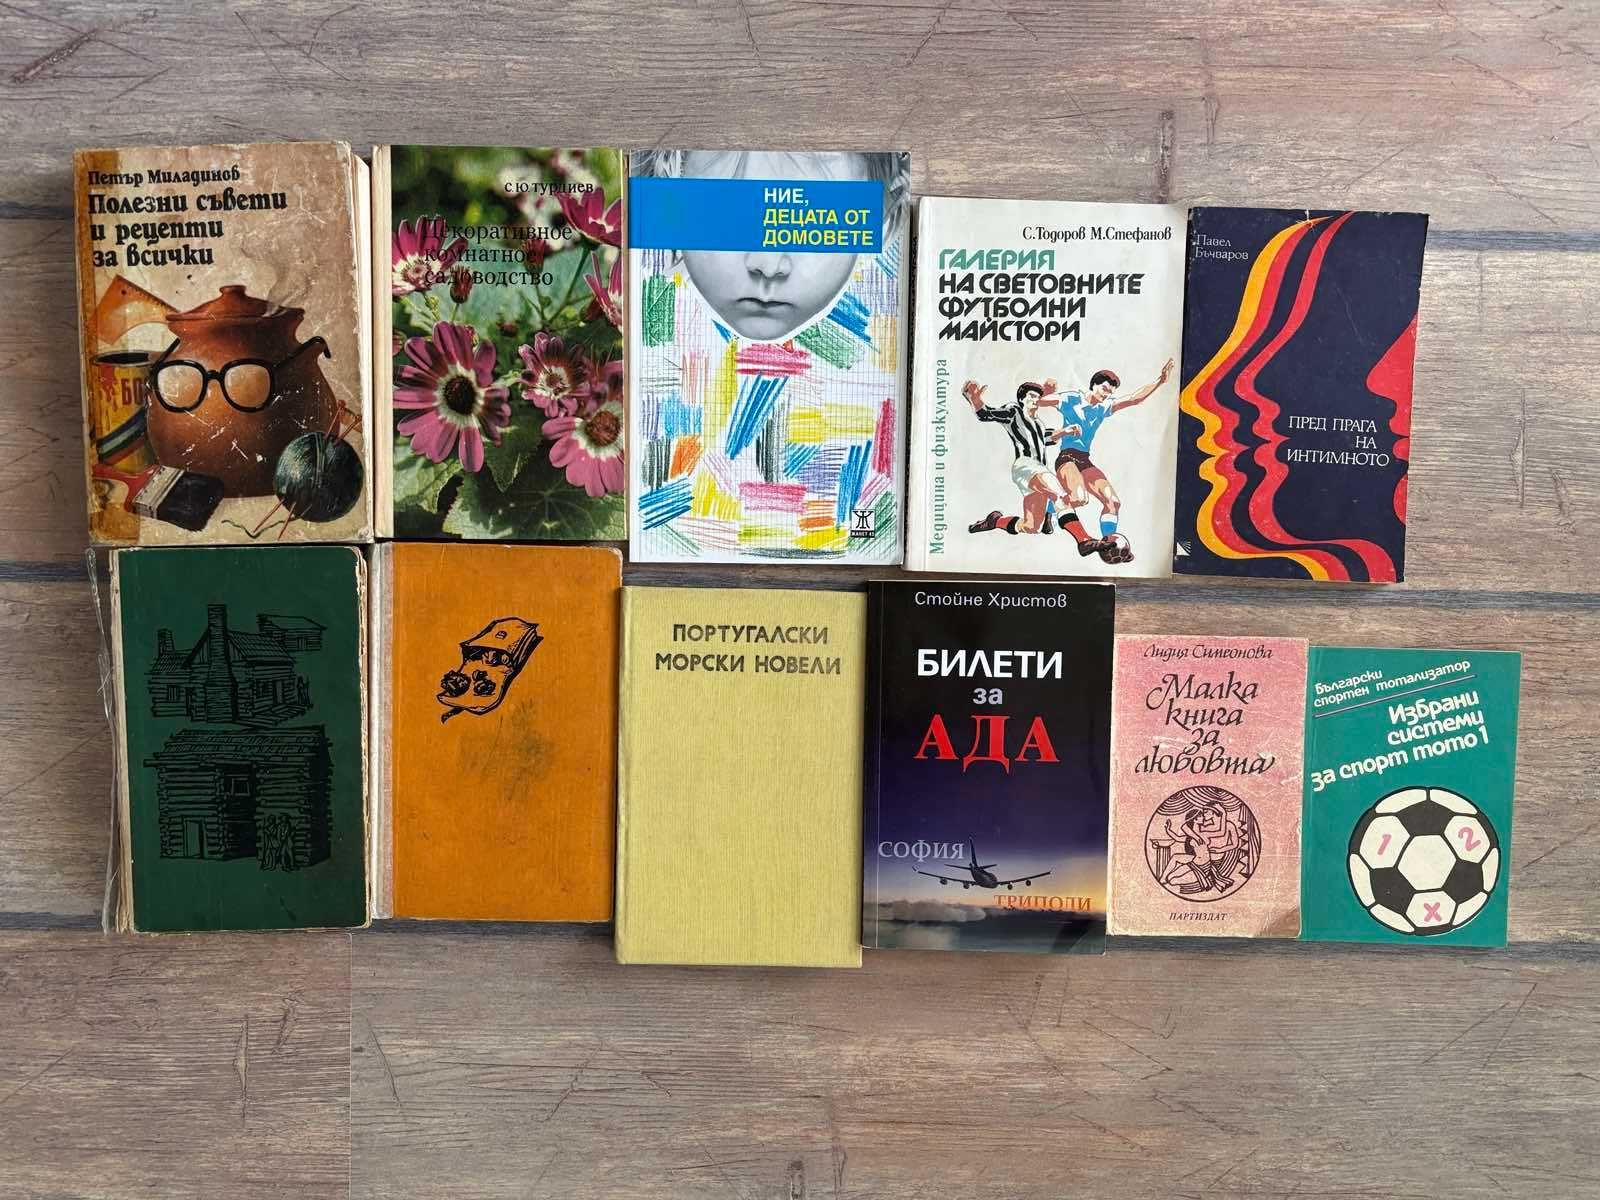 Петър Миладинов
Полезни съвети
и рецепти
за всички
БО
с ю турдиев
Декоративное
комнатное
садоводство
НИЕ,
ДЕЦАТА ОТ
ДОМОВЕТЕ
Ж
ЖАНЕТ 45
С. Тодоров М. Стефанов
ГАЛЕРИЯ
НА СВЕТОВНИТЕ
ФУТБОЛНИ
МАЙСТОРИ
Медицина и физкултура
Павел
Бъчваров
ПРЕД ПРАГА
НА
ИНТИМНОТО
ПОРТУГАЛСКИ
МОРСКИ НОВЕЛИ
Стойне Христов
БИЛЕТИ
за
АДА
СОФИЯ
ТРИПОЛИ
Лидия Симеонова
Малка
книга
за
любовта
ПАРТИЗДАТ
Български
спортен тотализатор
Избрани
системи
за спорт тото 1
1 2
X